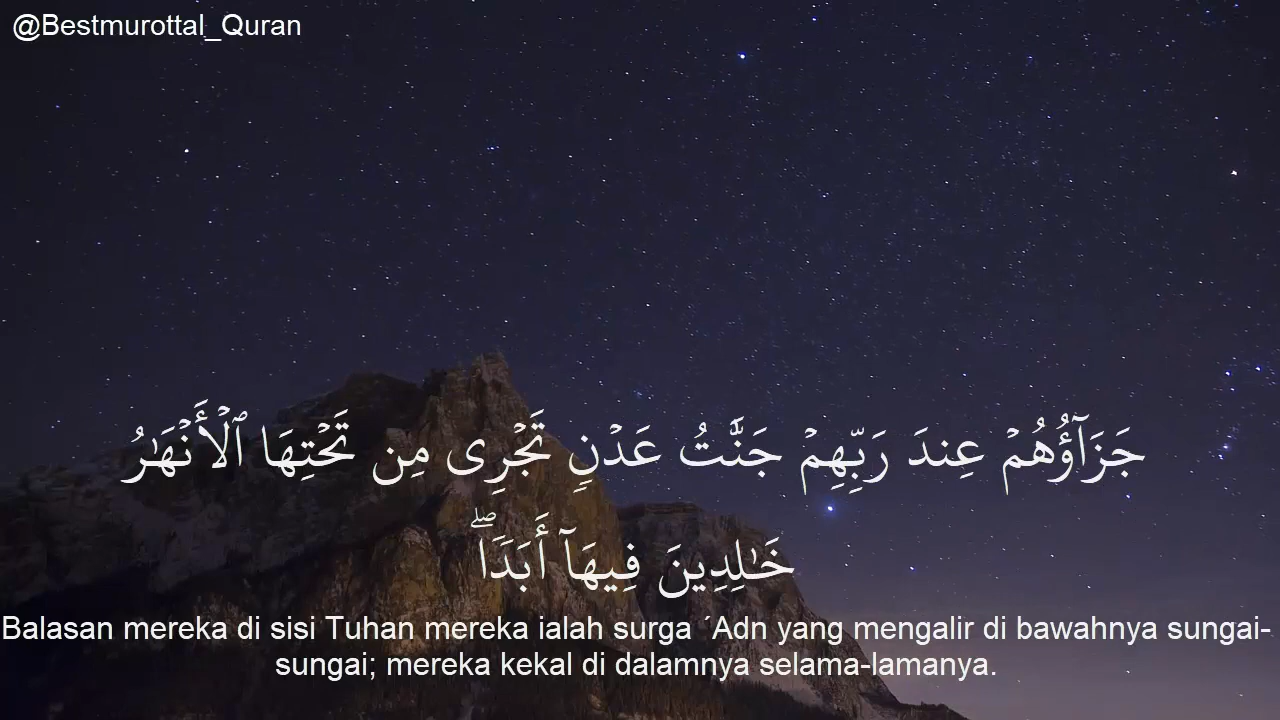 @Bestmurottal_Quran
جَزَآؤُهُمۡ عِندَ رَبِّهِمۡ جَنَّـٰتُ عَدۡنٍ۬ تَجۡرِى مِن تَحۡتِهَا ٱلۡأَنۡهَـٰرُ
خَـٰلِدِينَ فِيهَآ أَبَدً۬اۖ
Balasan mereka di sisi Tuhan mereka ialah surga ´Adn yang mengalir di bawahnya sungai-
sungai; mereka kekal di dalamnya selama-lamanya.